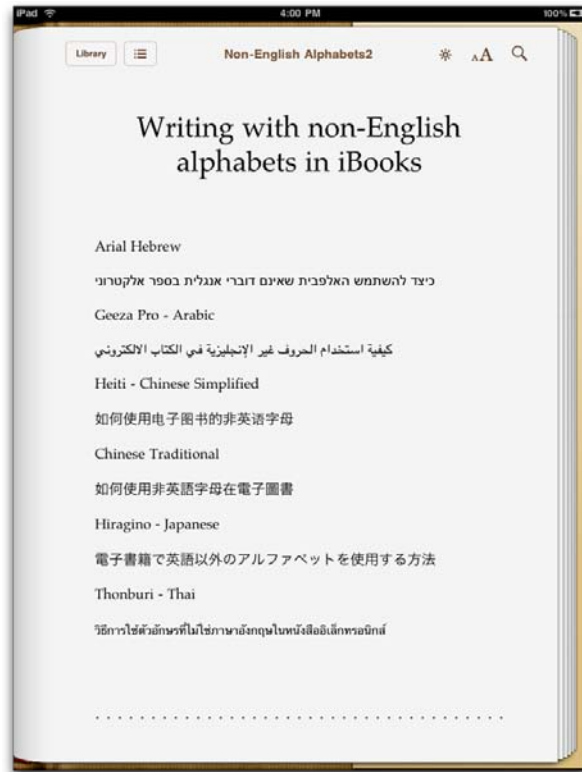 iPad 4:00 PM 100%
Library Non-English Alphabets2 AA
Writing with non-English
alphabets in iBooks
Arial Hebrew
כיצד להשתמש האלפבית שאינם דוברי אנגלית בספר אלקטרוני
Geeza Pro - Arabic
كيفية استخدام الحروف غير الإنجليزية في الكتاب الالكتروني
Heiti - Chinese Simplified
如何使用电子图书的非英语字母
Chinese Traditional
如何使用非英語字母在電子圖書
Hiragino - Japanese
電子書籍で英語以外のアルファベットを使用する方法
Thonburi - Thai
วิธีการใช้ตัวอักษรที่ไม่ใช่ภาษาอังกฤษในหนังสืออิเล็กทรอนิกส์